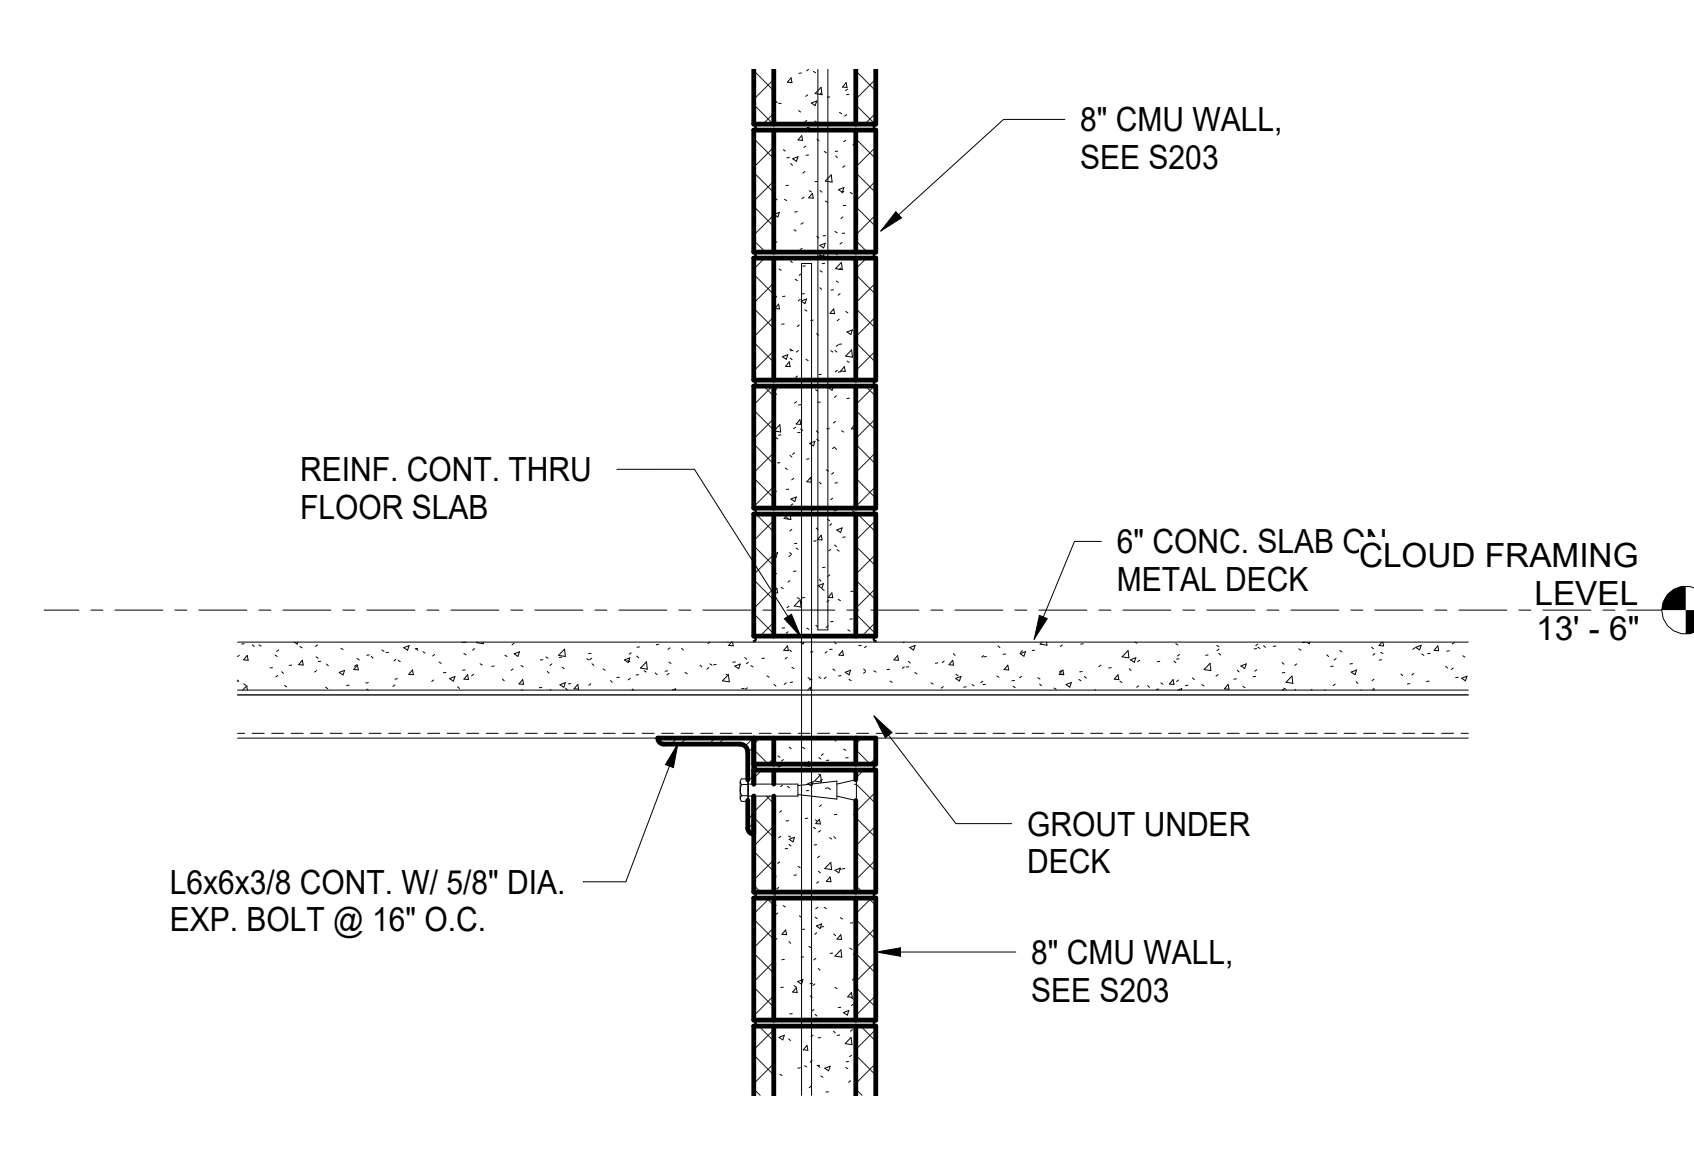 8" CMU WALL,
SEE S203
REINF. CONT. THRU
FLOOR SLAB
6" CONC. SLAB ON
METAL DECK
CLOUD FRAMING
LEVEL
13' - 6"
GROUT UNDER
DECK
L6x6x3/8 CONT. W/ 5/8" DIA.
EXP. BOLT @ 16" O.C.
8" CMU WALL,
SEE S203